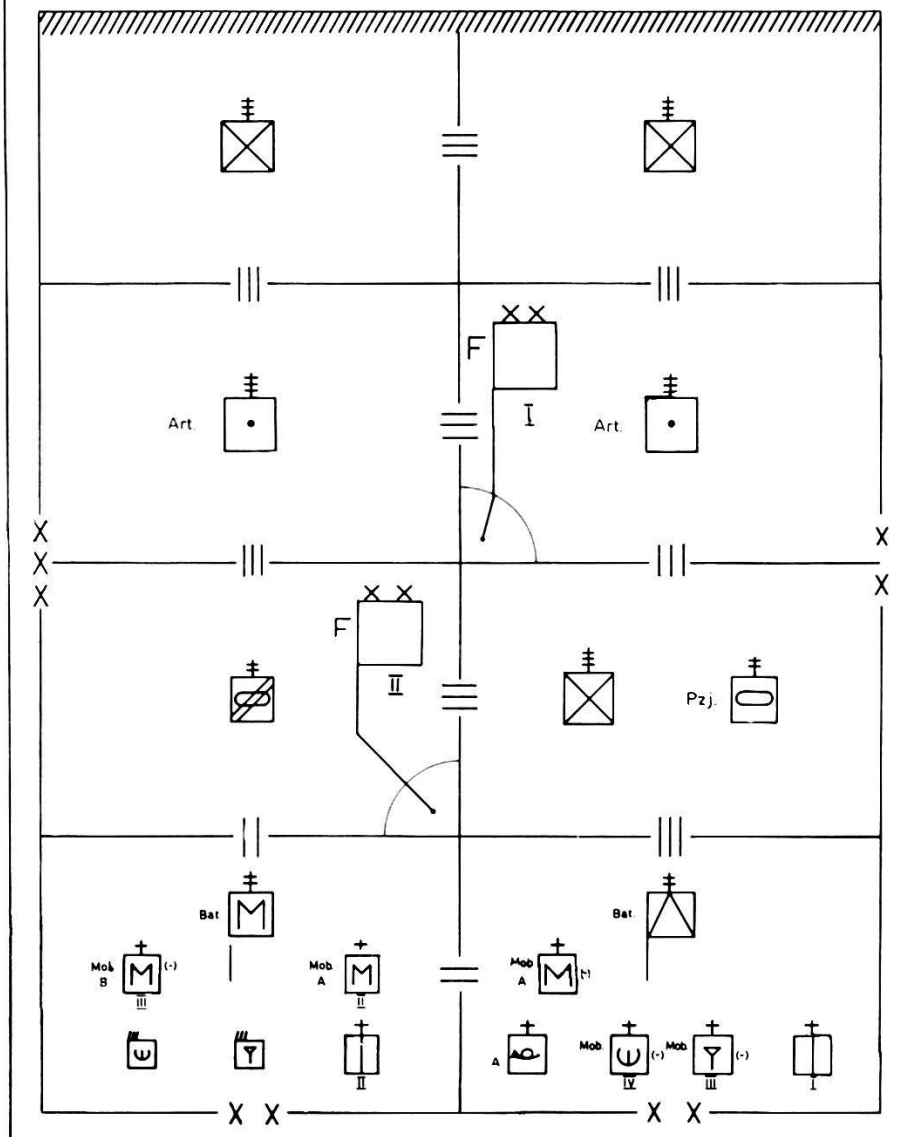 F
I
Art.
Art.
F
II
Pzj.
Bat
Bat.
Mob.
B
(-)
III
Mob.
A
II
Mob.
A
(-)
II
A
Mob.
(-)
IV
Mob.
(-)
III
I